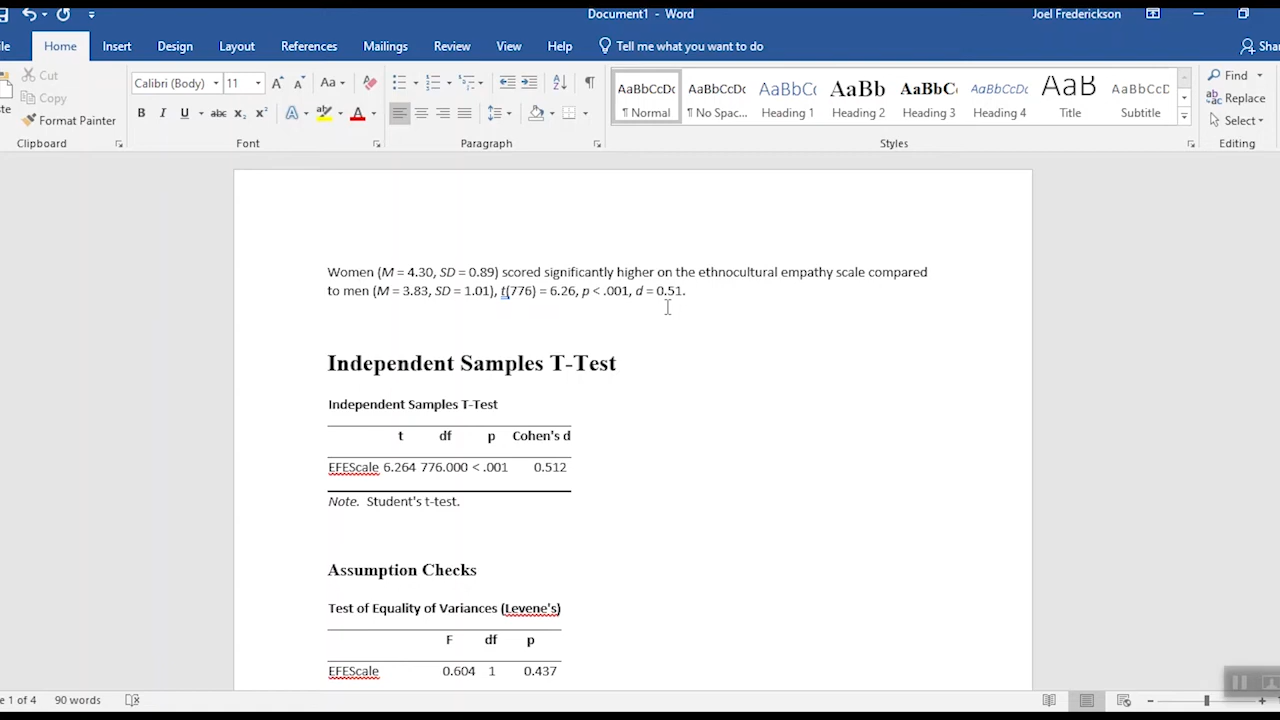 Document1 - Word
Joel Frederickson
Home Insert Design Layout References Mailings Review View Help Tell me what you want to do
Cut
Calibri (Body) 11 Aa
Find
Copy
Replace
Format Painter
B I U abc x₂ x² A A
Select
AaBbCcDc AaBbCcDc AaBbCc AaBb AaBbC AaBbCcDc AaB AaBbCcD
¶ Normal ¶ No Spac... Heading 1 Heading 2 Heading 3 Heading 4 Title Subtitle
Clipboard Font Paragraph Styles Editing
Women (M = 4.30, SD = 0.89) scored significantly higher on the ethnocultural empathy scale compared
to men (M = 3.83, SD = 1.01), t(776) = 6.26, p < .001, d = 0.51.
Independent Samples T-Test
Independent Samples T-Test
t df p Cohen's d
EFEScale 6.264 776.000 < .001 0.512
Note. Student's t-test.
Assumption Checks
Test of Equality of Variances (Levene's)
F df p
EFEScale 0.604 1 0.437
1 of 4 90 words